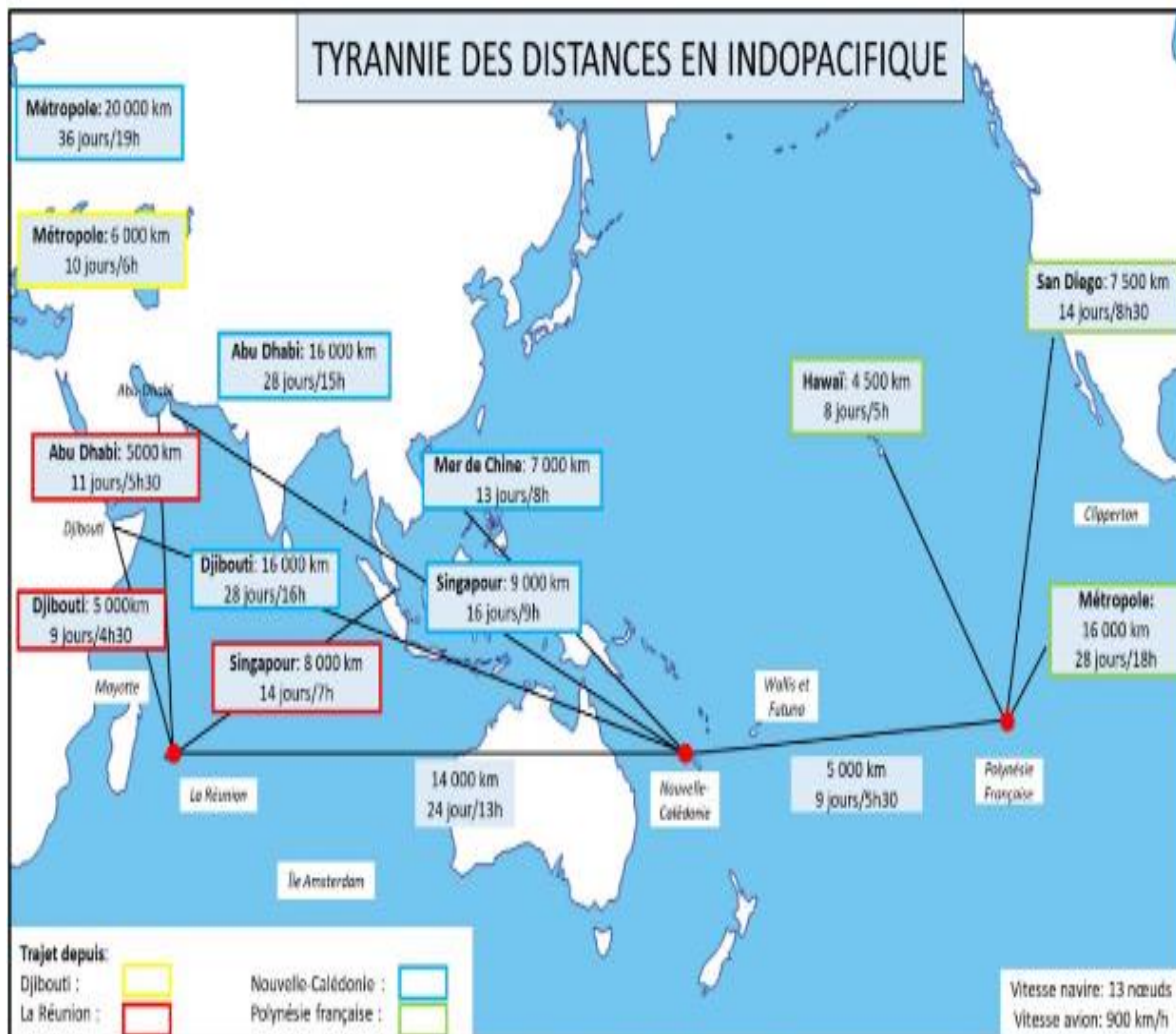 TYRANNIE DES DISTANCES EN INDOPACIFIQUE
Métropole: 20 000 km
36 jours/19h
Métropole: 6 000 km
10 jours/6h
San Diego: 7 500 km
14 jours/8h30
Abu Dhabi: 16 000 km
28 jours/15h
Hawaï: 4 500 km
8 jours/5h
Abu Dhabi
Abu Dhabi: 5000 km
11 jours/5h30
Mer de Chine: 7 000 km
13 jours/8h
Clipperton
Djibouti
Djibouti: 16 000 km
28 jours/16h
Singapour: 9 000 km
16 jours/9h
Djibouti: 5 000km
9 jours/4h30
Métropole:
16 000 km
28 jours/18h
Singapour: 8 000 km
14 jours/7h
Mayotte
Wallis et
Futuna
La Réunion
14 000 km
24 jour/13h
Nouvelle-
Calédonie
5 000 km
9 jours/5h30
Polynésie
Française
Île Amsterdam
Trajet depuis:
Djibouti :
La Réunion :
Nouvelle-Calédonie :
Polynésie française :
Vitesse navire: 13 nœuds
Vitesse avion: 900 km/h